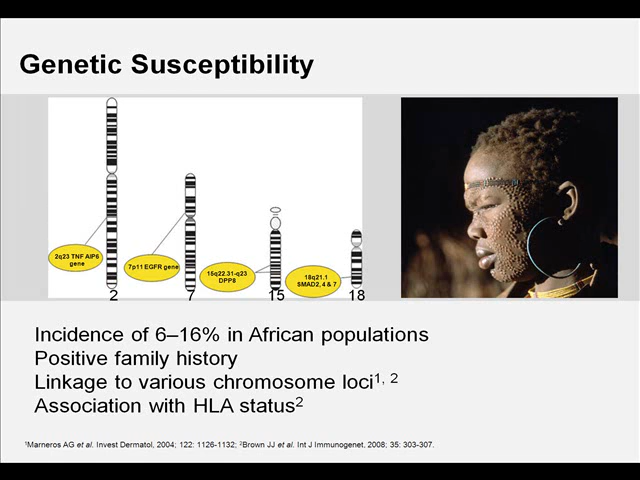 Genetic Susceptibility
2q23 TNF AIP6
gene
7p11 EGFR gene
15q22.31-q23
DPP8
18q21.1
SMAD2, 4 & 7
2
7
15
18
Incidence of 6–16% in African populations
Positive family history
Linkage to various chromosome loci1, 2
Association with HLA status2
1Marneros AG et al. Invest Dermatol, 2004; 122: 1126-1132; 2Brown JJ et al. Int J Immunogenet, 2008; 35: 303-307.